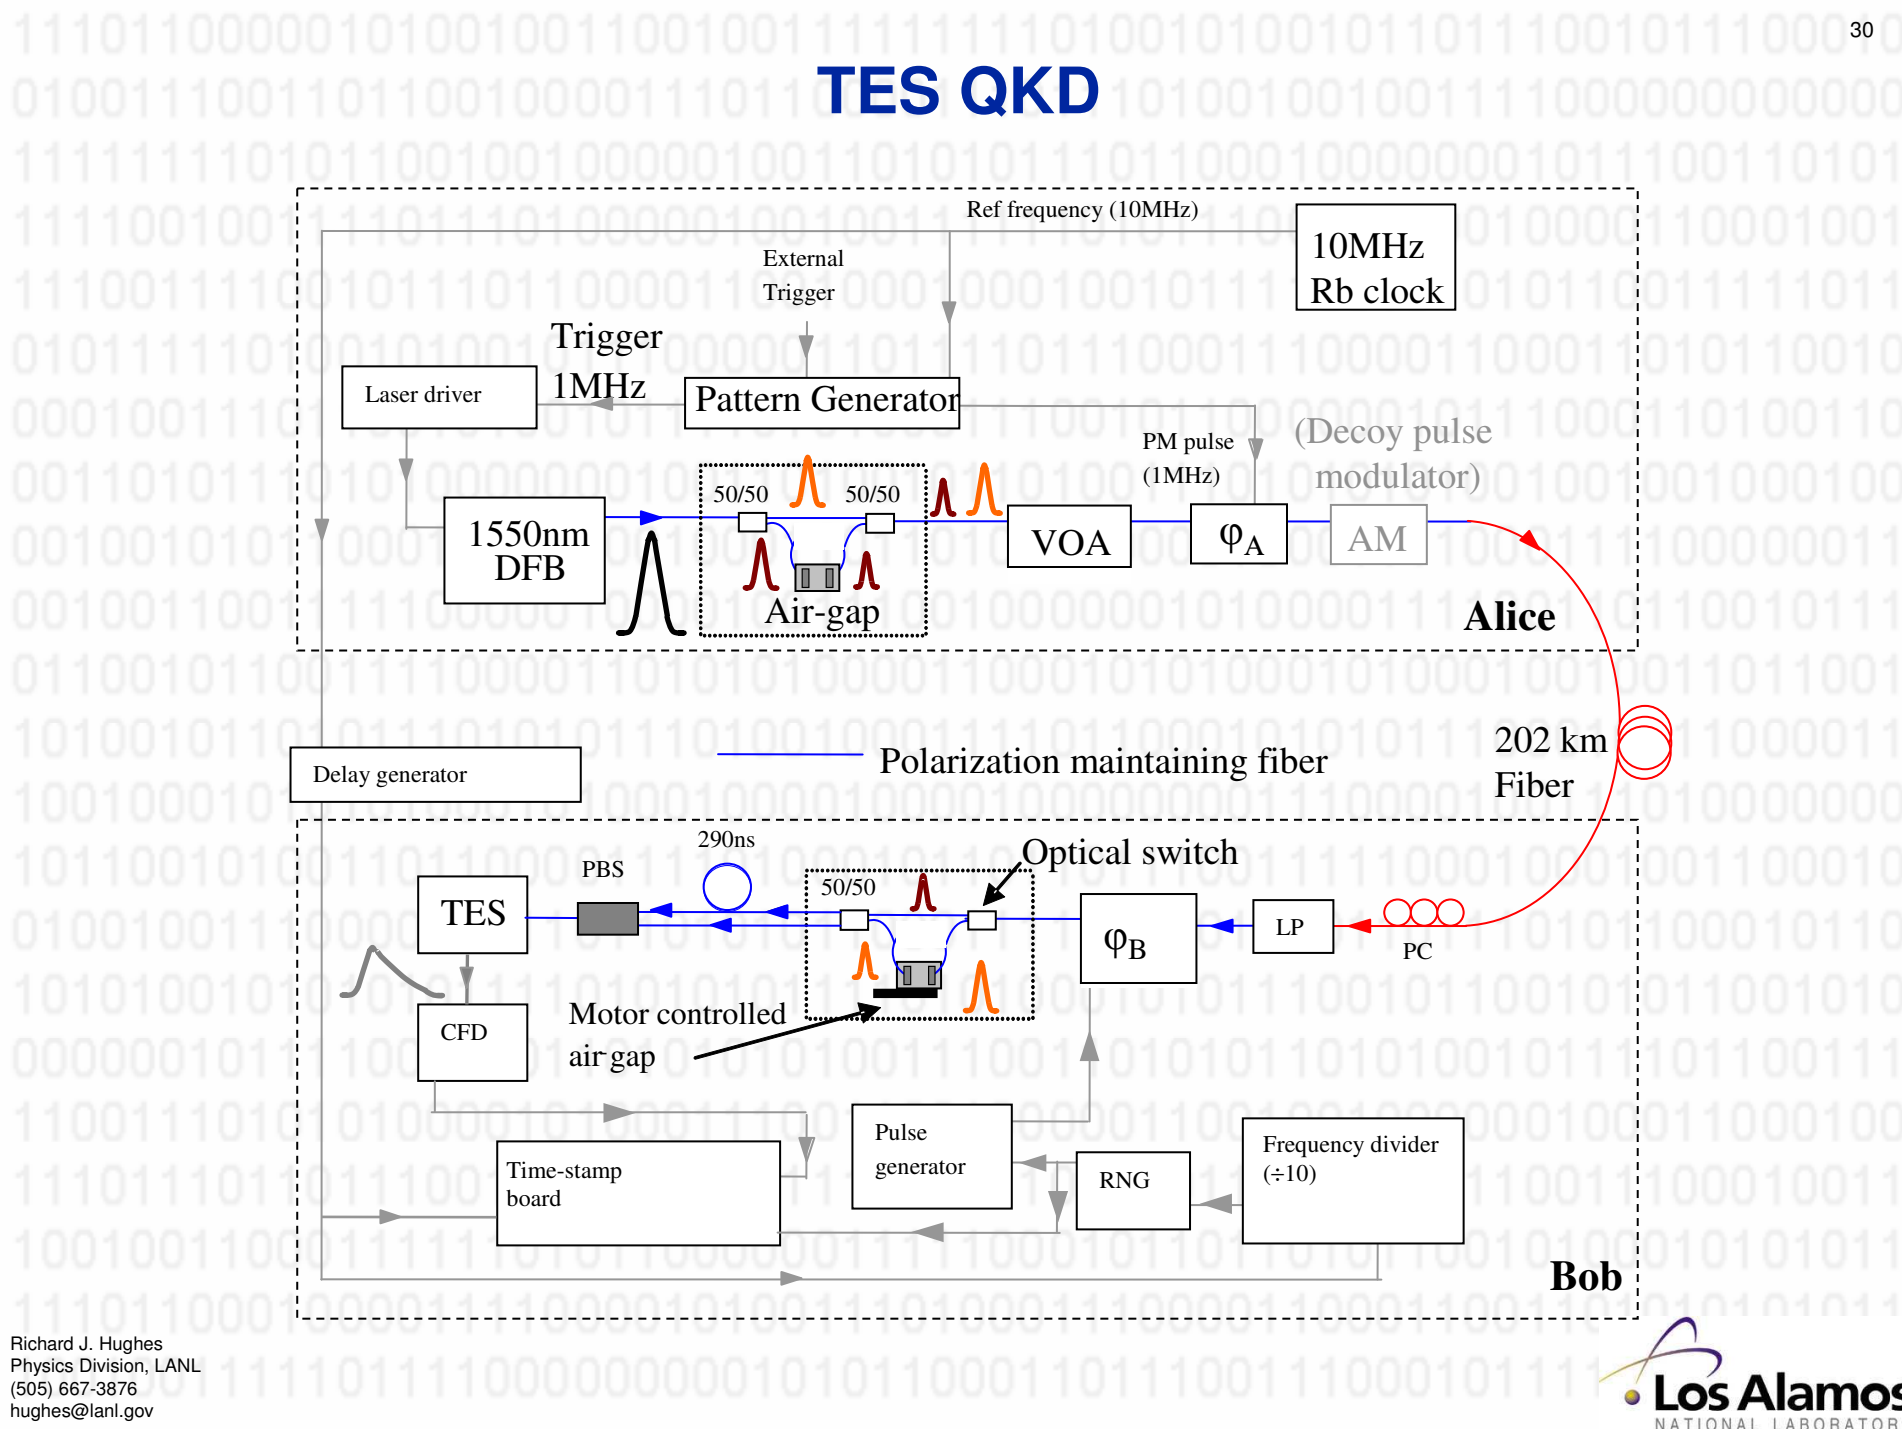 30
TES QKD
Ref frequency (10MHz)
10MHz
Rb clock
External
Trigger
Trigger
1MHz
Laser driver
Pattern Generator
PM pulse
(1MHz)
(Decoy pulse
modulator)
50/50
50/50
1550nm
DFB
VOA
φA
AM
Air-gap
Alice
202 km
Fiber
Polarization maintaining fiber
Delay generator
290ns
Optical switch
PBS
50/50
TES
φB
LP
PC
CFD
Motor controlled
air gap
Pulse
generator
Frequency divider
(÷10)
Time-stamp
board
RNG
Bob
Richard J. Hughes
Physics Division, LANL
(505) 667-3876
hughes@lanl.gov
Los Alamos
NATIONAL LABORATOR